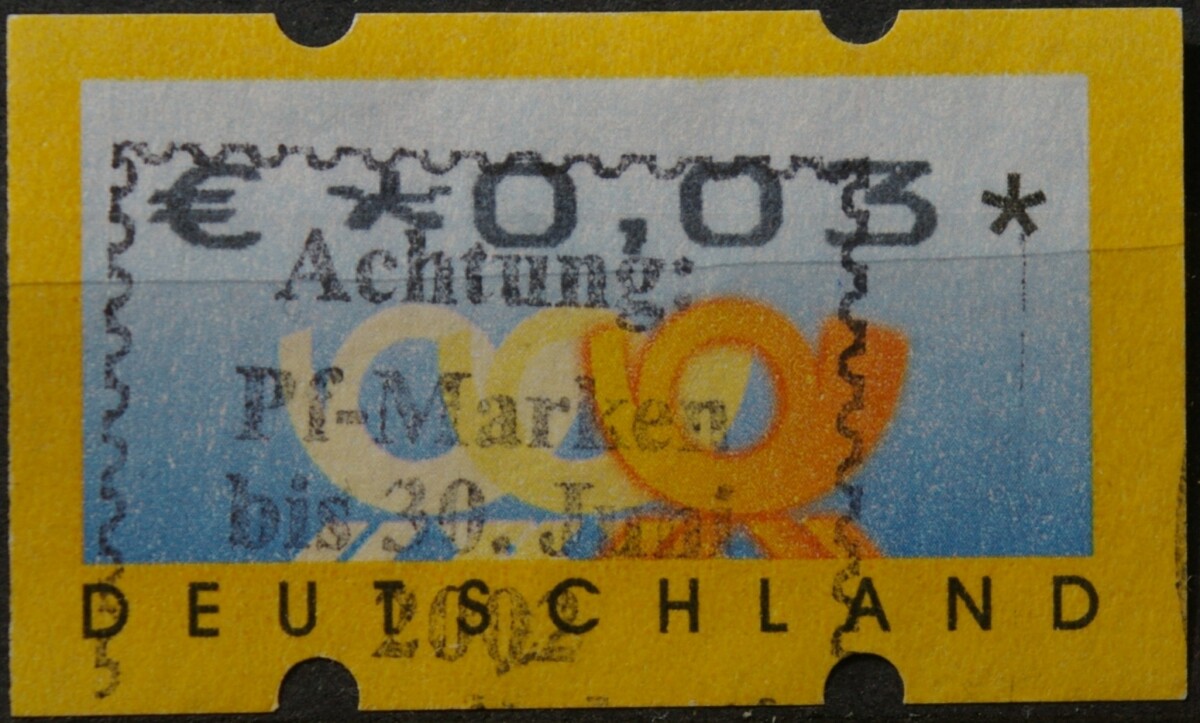 € *0,03 *
Achtung:
Pf-Marken
bis 30. Juni
2002
DEUTSCHLAND